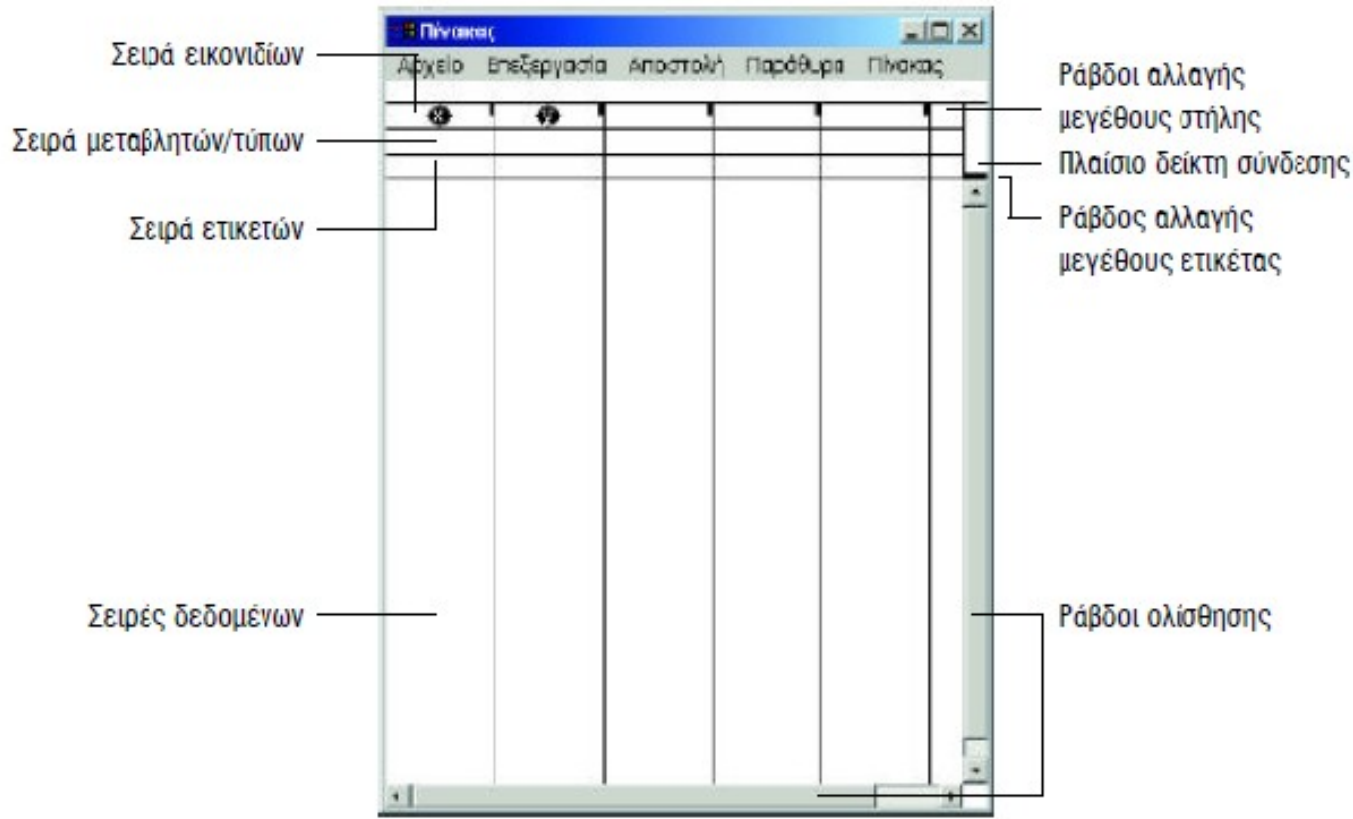 Πίνακας
Αρχείο Επεξεργασία Αποστολή Παράθυρα Πίνακας
x y
Σειρά εικονιδίων
Σειρά μεταβλητών/τύπων
Σειρά ετικετών
Σειρές δεδομένων
Ράβδοι αλλαγής
μεγέθους στήλης
Πλαίσιο δείκτη σύνδεσης
Ράβδος αλλαγής
μεγέθους ετικέτας
Ράβδοι ολίσθησης